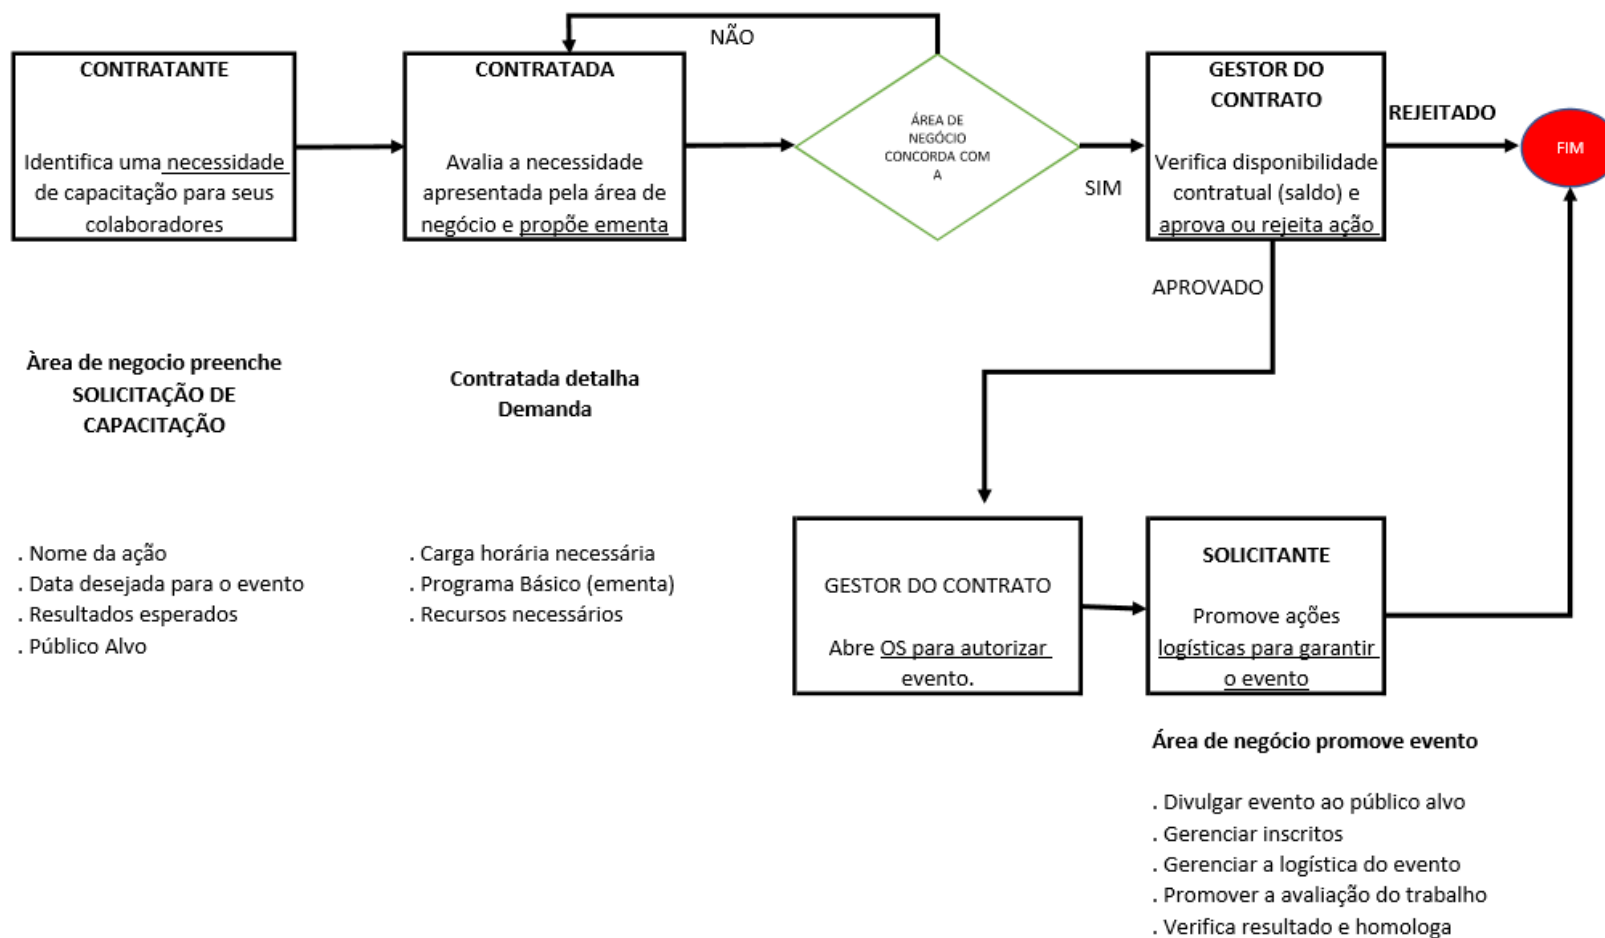 NÃO
CONTRATANTE
Identifica uma necessidade
de capacitação para seus
colaboradores
CONTRATADA
Avalia a necessidade
apresentada pela área de
negócio e propõe ementa
ÁREA DE
NEGÓCIO
CONCORDA COM
A
SIM
GESTOR DO
CONTRATO
Verifica disponibilidade
contratual (saldo) e
aprova ou rejeita ação
REJEITADO
FIM
APROVADO
Àrea de negocio preenche
SOLICITAÇÃO DE
CAPACITAÇÃO
Contratada detalha
Demanda
. Nome da ação
. Data desejada para o evento
. Resultados esperados
. Público Alvo
. Carga horária necessária
. Programa Básico (ementa)
. Recursos necessários
GESTOR DO CONTRATO
Abre OS para autorizar
evento.
SOLICITANTE
Promove ações
logísticas para garantir
o evento
Área de negócio promove evento
. Divulgar evento ao público alvo
. Gerenciar inscritos
. Gerenciar a logística do evento
. Promover a avaliação do trabalho
. Verifica resultado e homologa